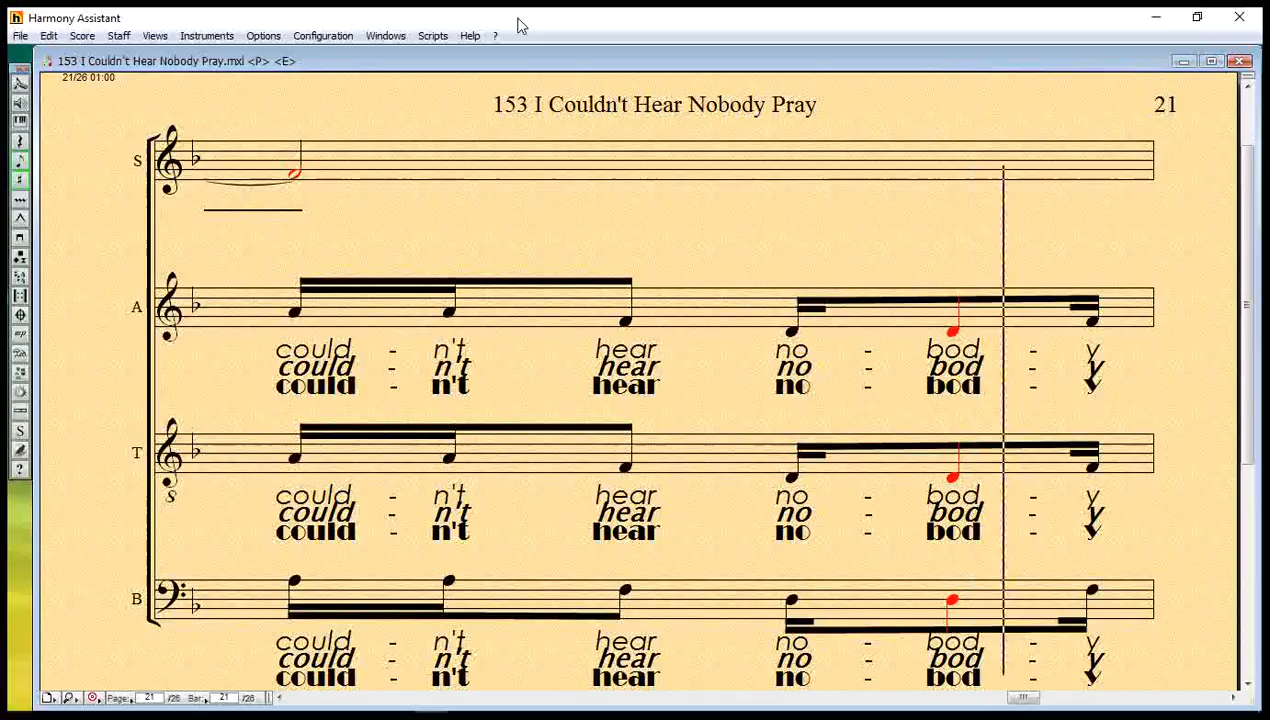 Harmony Assistant
File Edit Score Staff Views Instruments Options Configuration Windows Scripts Help ?
153 I Couldn't Hear Nobody Pray.mxl <P> <E>
21/26 01:00
153 I Couldn't Hear Nobody Pray 21
S
A
could - n't hear no - bod - y
could - n't hear no - bod - y
could - n't hear no - bod - y
T
8
could - n't hear no - bod - y
could - n't hear no - bod - y
could - n't hear no - bod - y
B
could - n't hear no - bod - y
could - n't hear no - bod - y
could - n't hear no - bod - y
Page: 21 /26 Bar: 21 /26